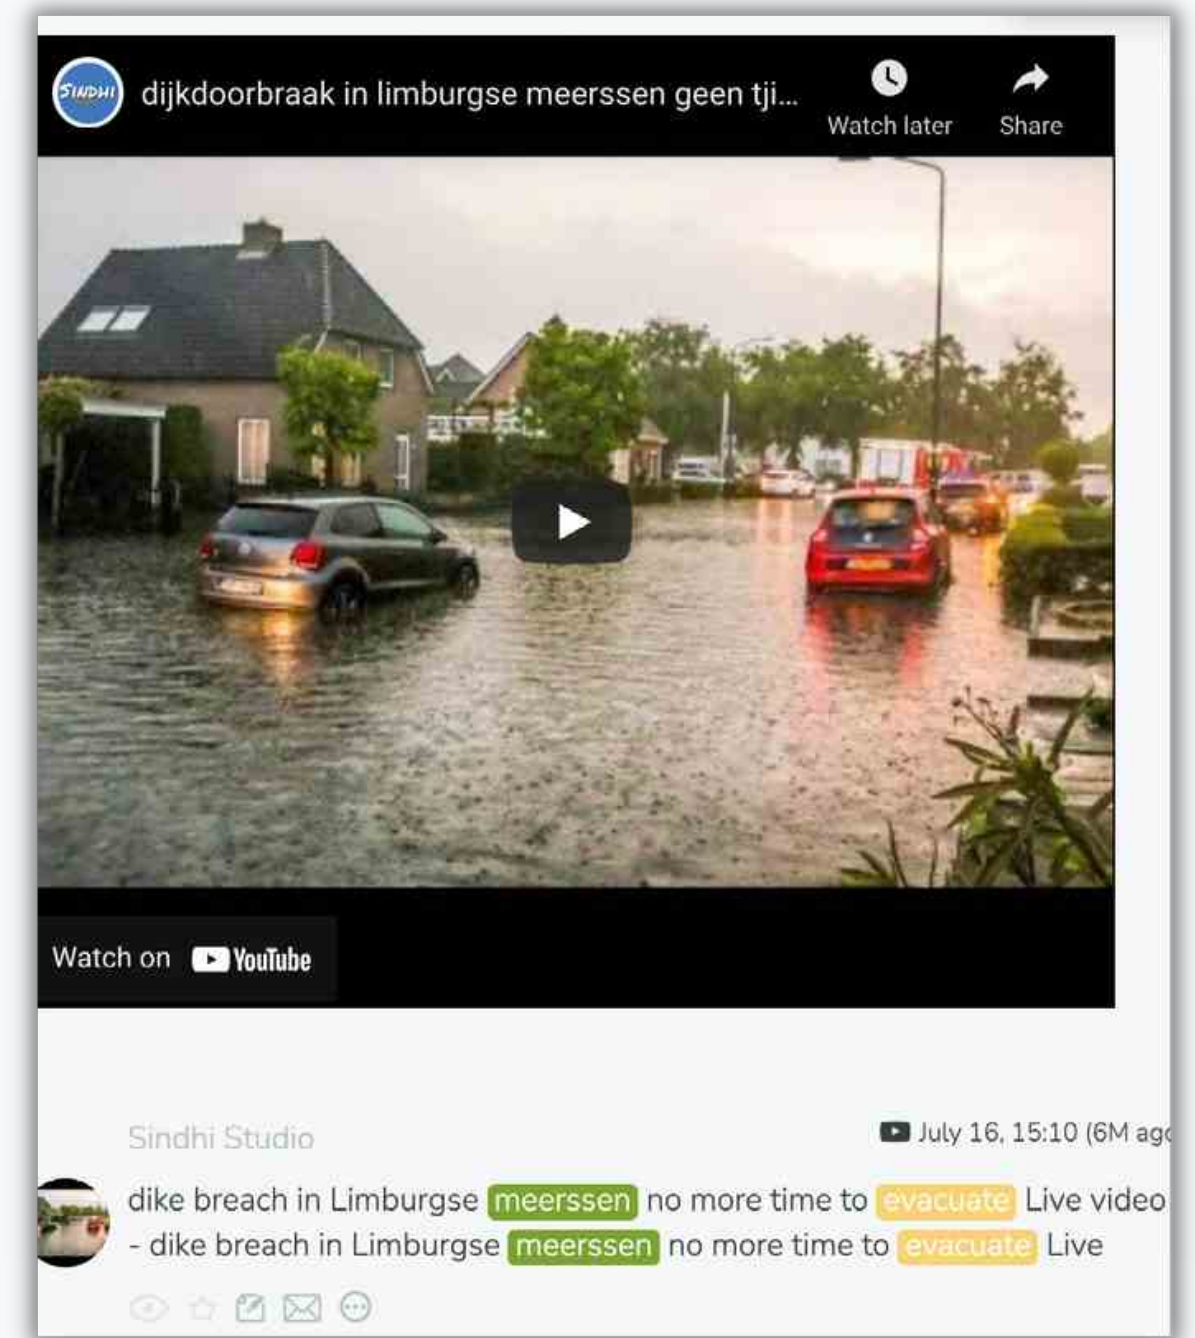 SINDHI
dijkdoorbraak in limburgse meerssen geen tji...
Watch later
Share
Watch on YouTube
Sindhi Studio
July 16, 15:10 (6M ago
dike breach in Limburgse meerssen no more time to evacuate Live video
- dike breach in Limburgse meerssen no more time to evacuate Live